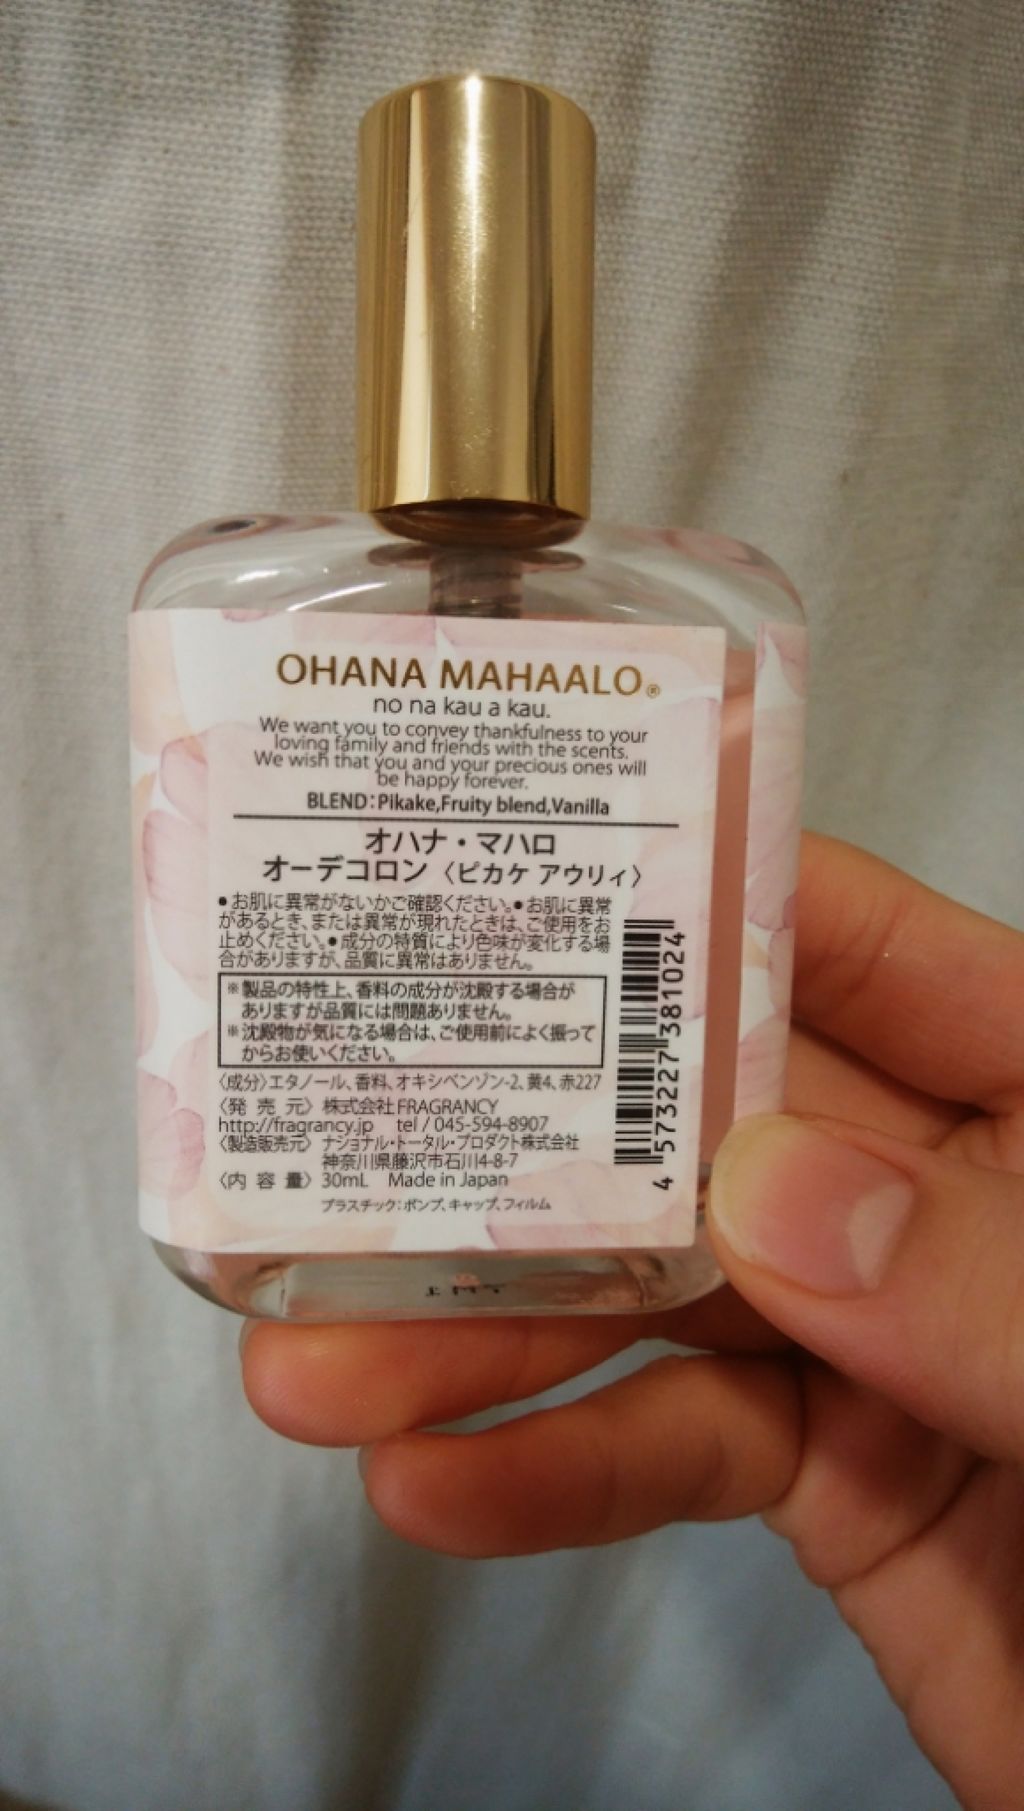 OHANA MAHAALO®
no na kau a kau.
We want you to convey thankfulness to your
loving family and friends with the scents.
We wish that you and your precious ones will
be happy forever.
BLEND:Pikake,Fruity blend,Vanilla
オハナ・マハロ
オーデコロン〈ピカケ アウリィ〉
●お肌に異常がないかご確認ください。●お肌に異常
があるとき、または異常が現れたときは、ご使用をお
止めください。●成分の特質により色味が変化する場
合がありますが、品質に異常はありません。
※製品の特性上、香料の成分が沈殿する場合が
ありますが品質には問題ありません。
※沈殿物が気になる場合は、ご使用前によく振って
からお使いください。
〈成分〉エタノール、香料、オキシベンゾン-2、黄4、赤227
〈発売元〉株式会社FRAGRANCY
http://fragrancy.jp tel / 045-594-8907
〈製造販売元〉ナショナル・トータル・プロダクト株式会社
神奈川県藤沢市石川4-8-7
〈内容量〉30mL Made in Japan
プラスチック:ポンプ、キャップ、フィルム
4573227381024